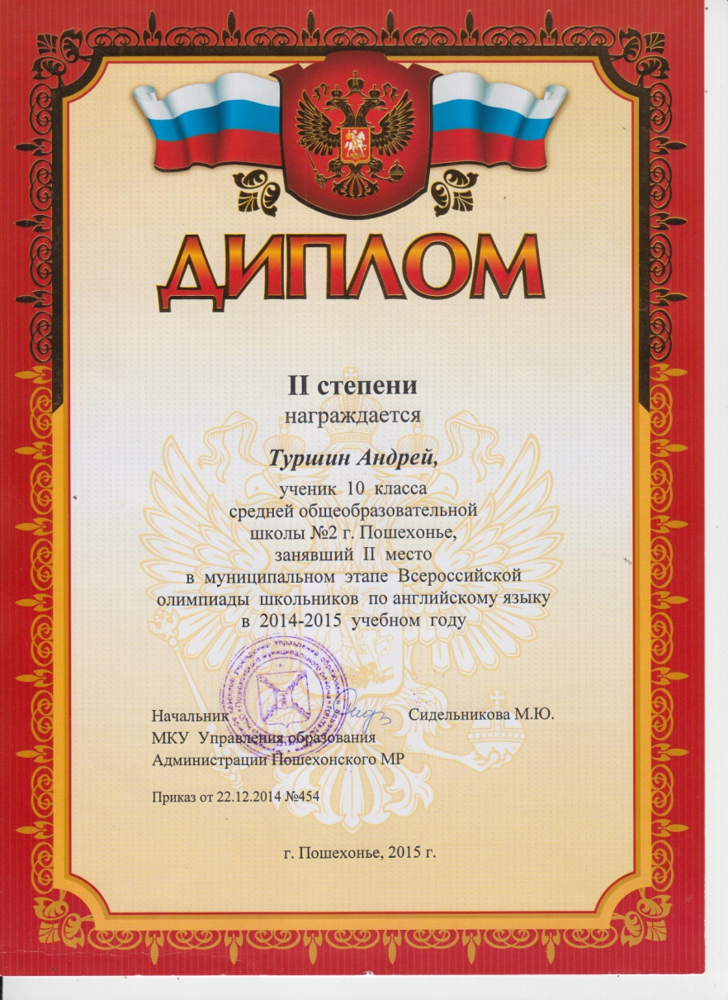 ДИПЛОМ
II степени
награждается
Туршин Андрей,
ученик 10 класса
средней общеобразовательной
школы №2 г. Пошехонье,
занявший II место
в муниципальном этапе Всероссийской
олимпиады школьников по английскому языку
в 2014-2015 учебном году
Начальник Сидельникова М.Ю.
МКУ Управления образования
Администрации Пошехонского МР
Приказ от 22.12.2014 №454
г. Пошехонье, 2015 г.